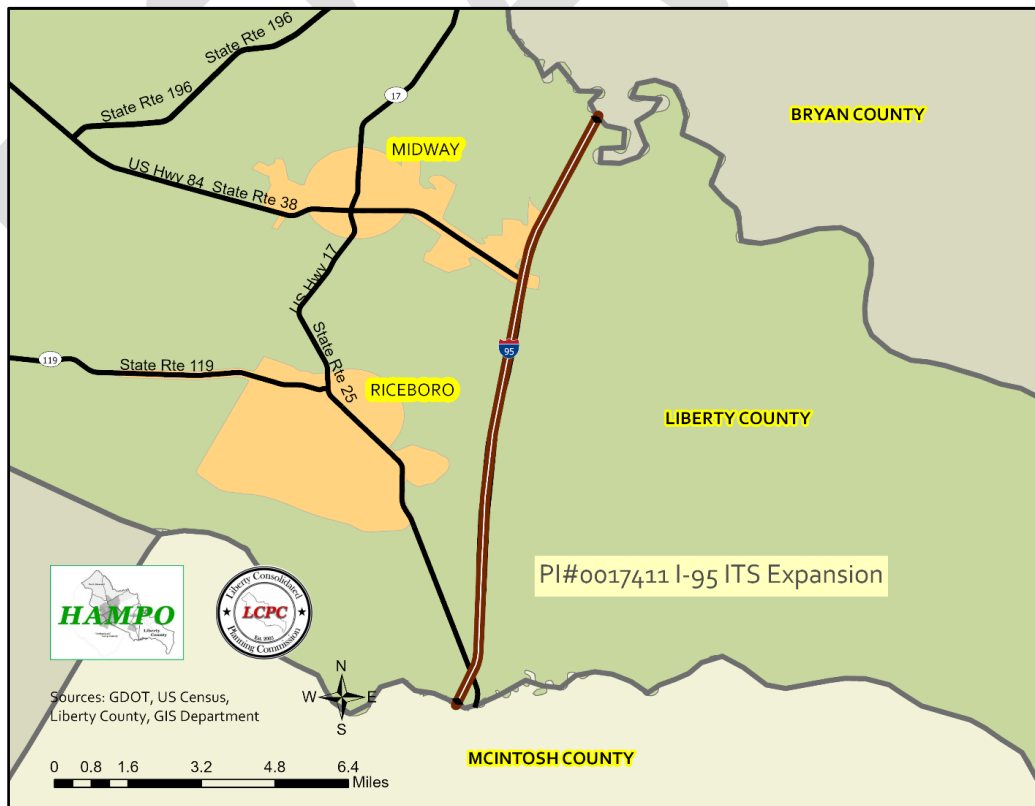 State Rte 196
State Rte 196
17
BRYAN COUNTY
MIDWAY
US Hwy 84 State Rte 38
US Hwy 17
95
119
State Rte 119
State Rte 25
RICEBORO
LIBERTY COUNTY
PI#0017411 I-95 ITS Expansion
HAMPO
Liberty
County
Liberty Consolidated
LCPC
Est. 2002
Planning Commission
N
W E
S
Sources: GDOT, US Census,
Liberty County, GIS Department
MCINTOSH COUNTY
0 0.8 1.6 3.2 4.8 6.4
Miles